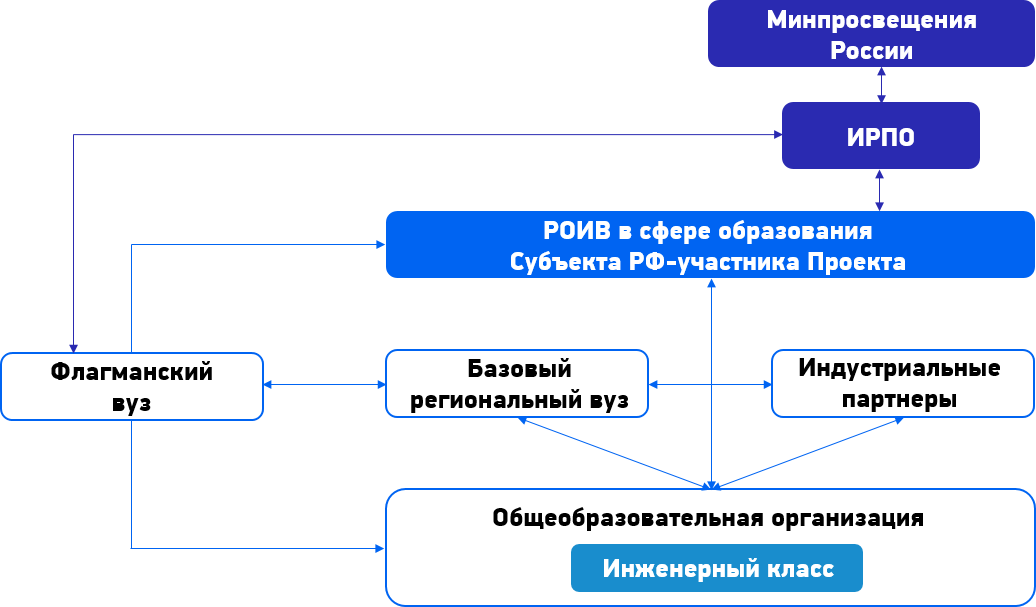 Минпросвещения
России
ИРПО
РОИВ в сфере образования
Субъекта РФ-участника Проекта
Флагманский
вуз
Базовый
региональный вуз
Индустриальные
партнеры
Общеобразовательная организация
Инженерный класс